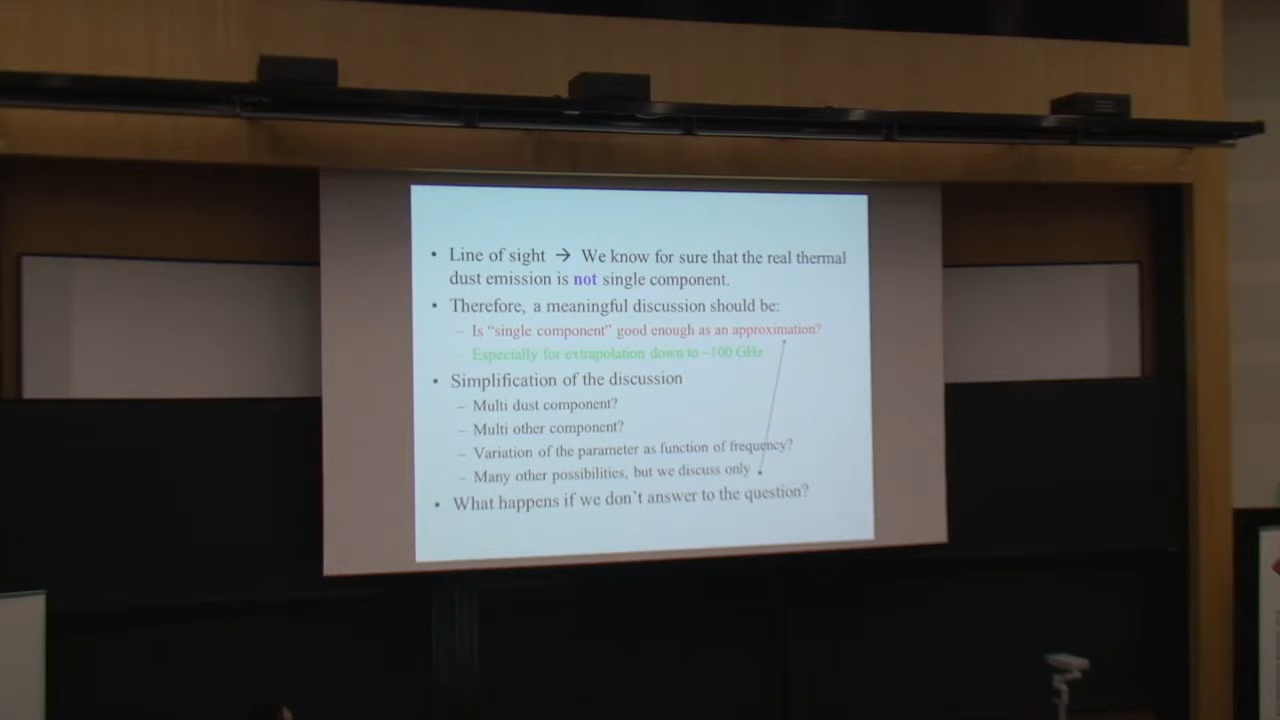 • Line of sight → We know for sure that the real thermal
dust emission is not single component.
• Therefore, a meaningful discussion should be:
– Is “single component” good enough as an approximation?
– Especially for extrapolation down to ~100 GHz
• Simplification of the discussion
– Multi dust component?
– Multi other component?
– Variation of the parameter as function of frequency?
– Many other possibilities, but we discuss only
• What happens if we don’t answer to the question?